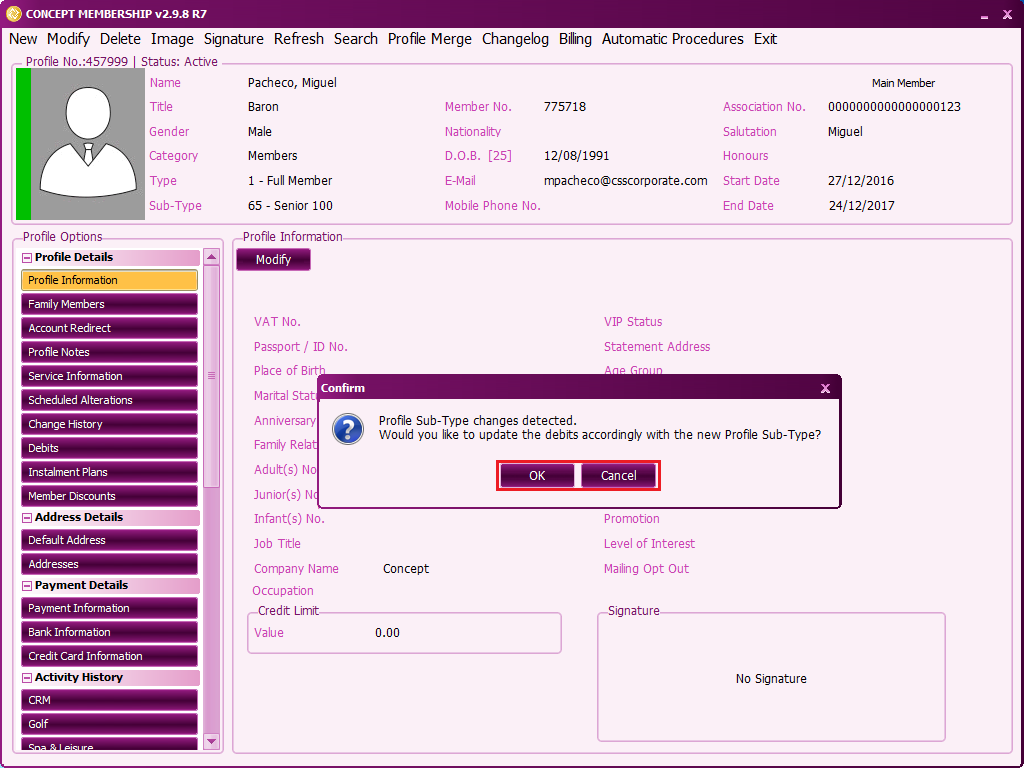 CONCEPT MEMBERSHIP v2.9.8 R7
New Modify Delete Image Signature Refresh Search Profile Merge Changelog Billing Automatic Procedures Exit
Profile No.:457999 | Status: Active
Name Pacheco, Miguel Main Member
Title Baron Member No. 775718 Association No. 0000000000000000123
Gender Male Nationality Salutation Miguel
Category Members D.O.B. [25] 12/08/1991 Honours
Type 1 - Full Member E-Mail mpacheco@csscorporate.com Start Date 27/12/2016
Sub-Type 65 - Senior 100 Mobile Phone No. End Date 24/12/2017
Profile Options
Profile Details
Profile Information
Family Members
Account Redirect
Profile Notes
Service Information
Scheduled Alterations
Change History
Debits
Instalment Plans
Member Discounts
Address Details
Default Address
Addresses
Payment Details
Payment Information
Bank Information
Credit Card Information
Activity History
CRM
Golf
Spa & Leisure
Profile Information
Modify
VAT No. VIP Status
Passport / ID No. Statement Address
Place of Birth Age Group
Marital Stat
Anniversary
Family Relat
Adult(s) No
Junior(s) No
Infant(s) No. Promotion
Job Title Level of Interest
Company Name Concept Mailing Opt Out
Occupation
Credit Limit
Value 0.00
Signature
No Signature
Confirm
Profile Sub-Type changes detected.
Would you like to update the debits accordingly with the new Profile Sub-Type?
OK Cancel